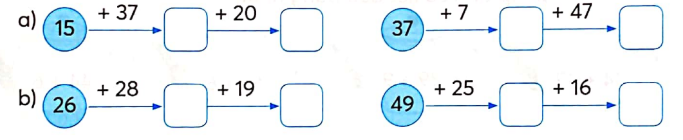 a) 15 + 37 + 20 37 + 7 + 47
b) 26 + 28 + 19 49 + 25 + 16